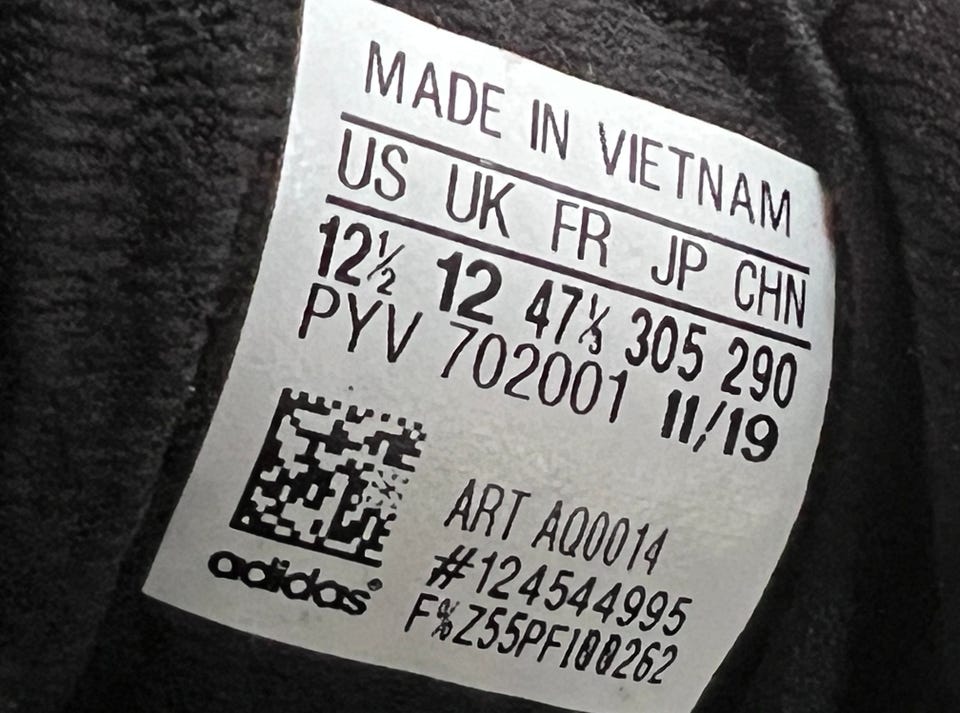 MADE IN VIETNAM
US UK FR JP CHN
12½ 12 47⅓ 305 290
PYV 702001 11/19
ART AQ0014
#124544995
F%Z55PFI00262
adidas®